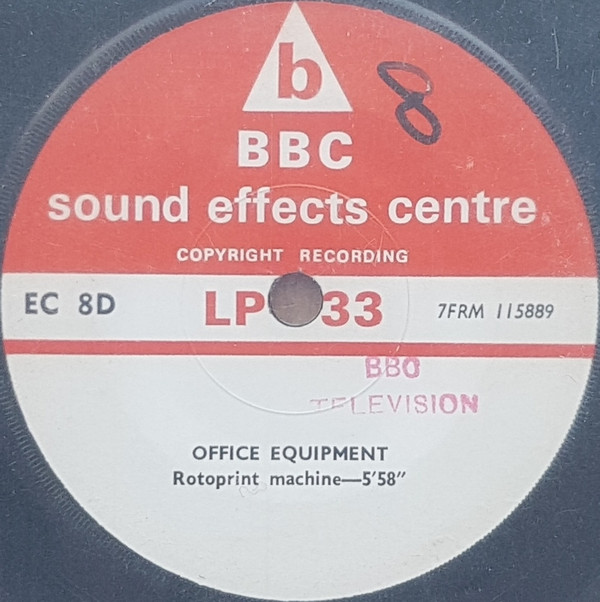 b
8
BBC
sound effects centre
COPYRIGHT RECORDING
EC 8D LP 33 7FRM 115889
BBC
TELEVISION
OFFICE EQUIPMENT
Rotoprint machine—5'58"